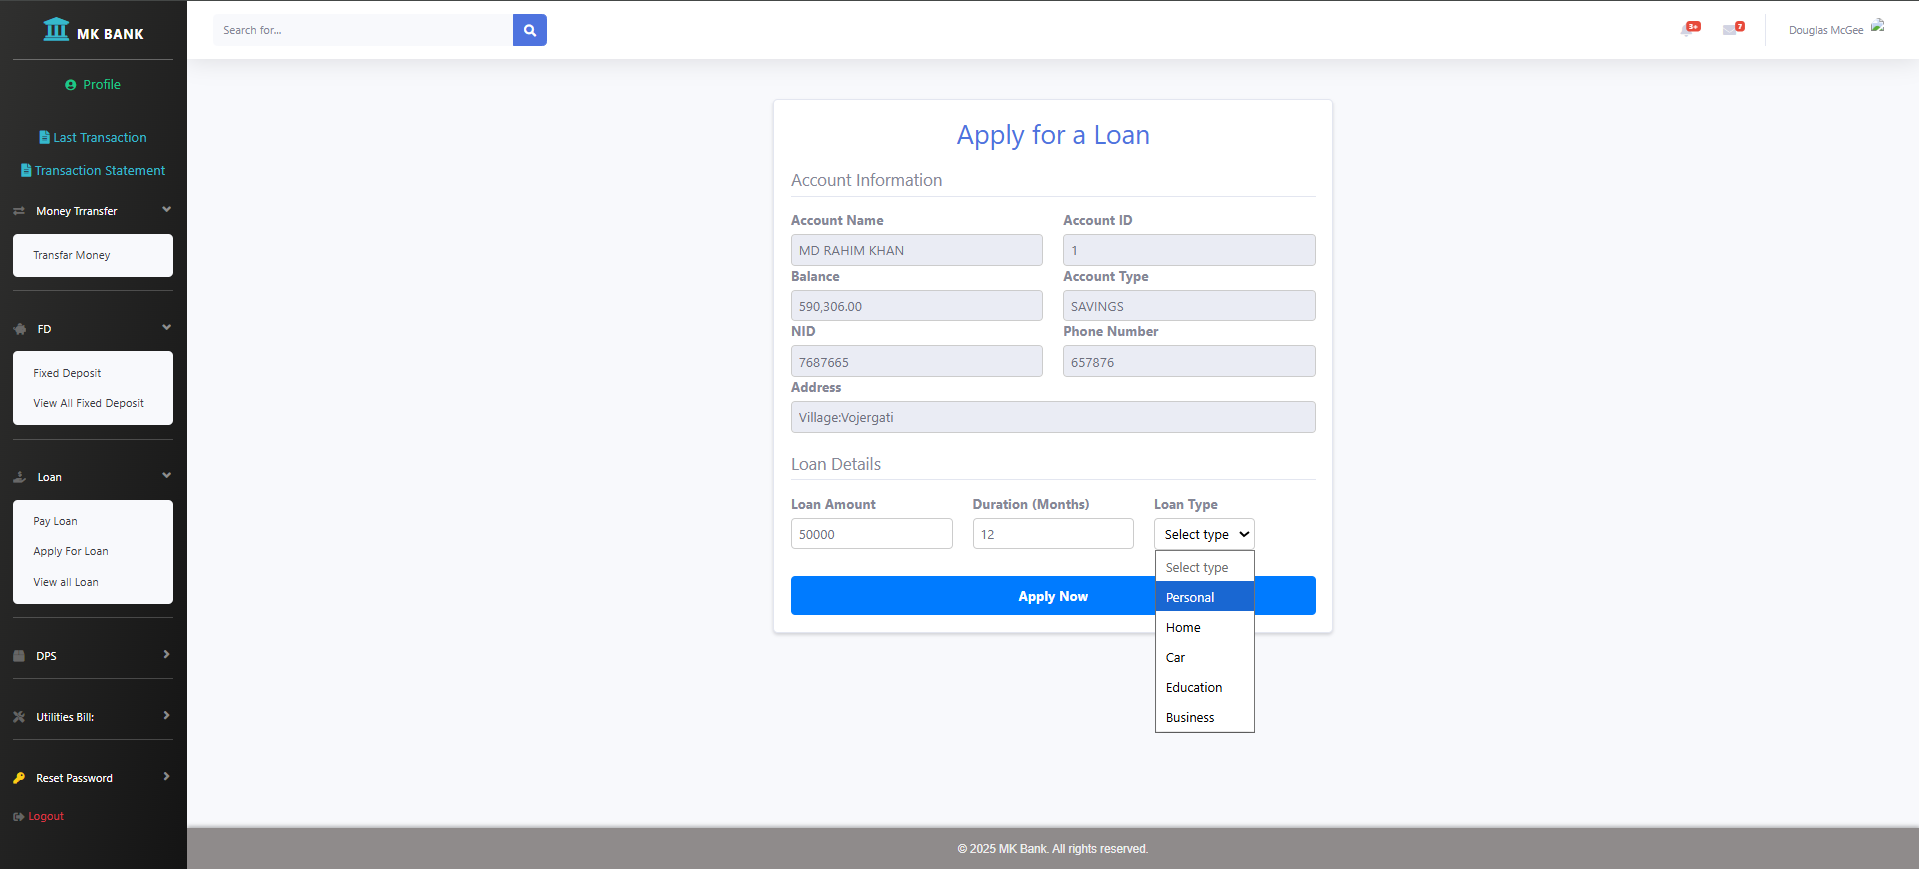 MK BANK
Profile
Last Transaction
Transaction Statement
Money Trransfer
Transfar Money
FD
Fixed Deposit
View All Fixed Deposit
Loan
Pay Loan
Apply For Loan
View all Loan
DPS
Utilities Bill:
Reset Password
Logout
Search for...
3+
7
Douglas McGee
Apply for a Loan
Account Information
Account Name Account ID
MD RAHIM KHAN 1
Balance Account Type
590,306.00 SAVINGS
NID Phone Number
7687665 657876
Address
Village:Vojergati
Loan Details
Loan Amount Duration (Months) Loan Type
50000 12 Select type
Select type
Personal
Home
Car
Education
Business
Apply Now
© 2025 MK Bank. All rights reserved.